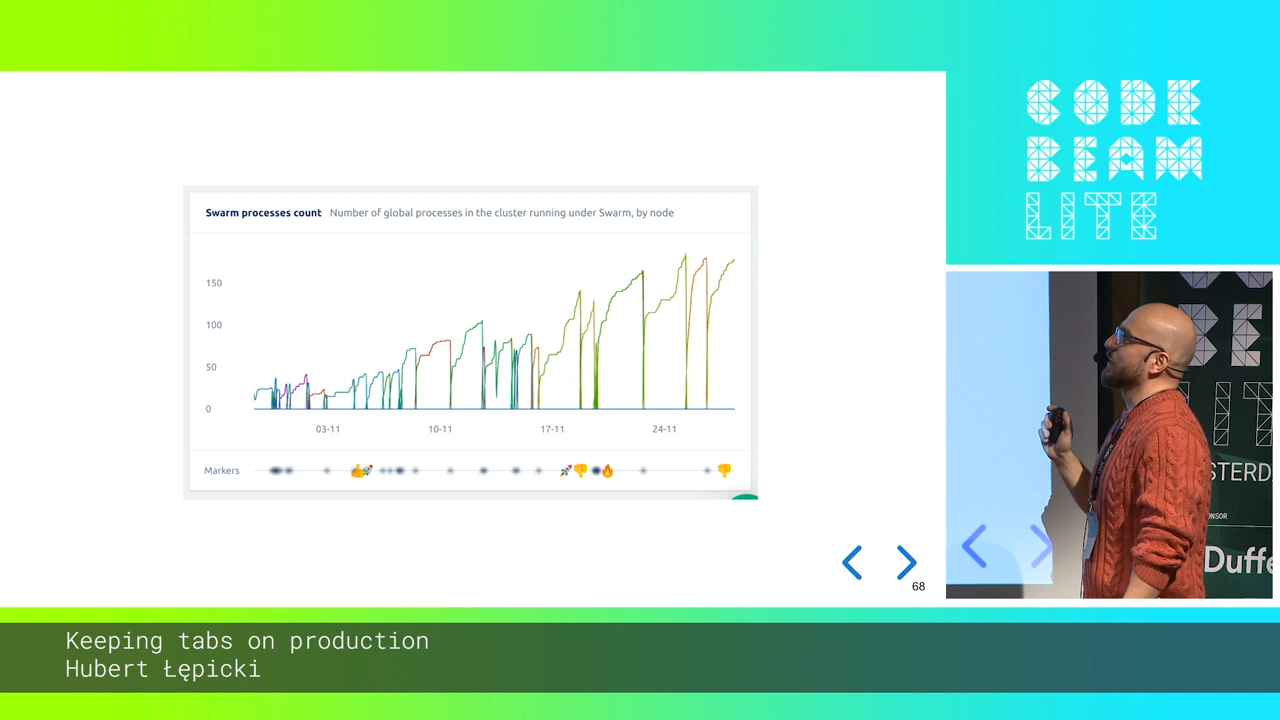 CODE
BEAM
LITE
Swarm processes count Number of global processes in the cluster running under Swarm, by node
150
100
50
0
03-11 10-11 17-11 24-11
Markers
68
Keeping tabs on production
Hubert Łępicki